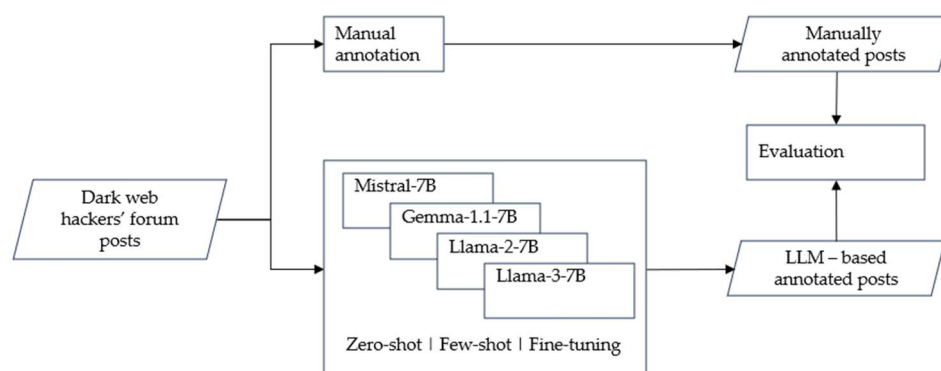 Manual
annotation
Manually
annotated posts
Evaluation
Dark web
hackers' forum
posts
Mistral-7B
Gemma-1.1-7B
Llama-2-7B
Llama-3-7B
Zero-shot | Few-shot | Fine-tuning
LLM – based
annotated posts